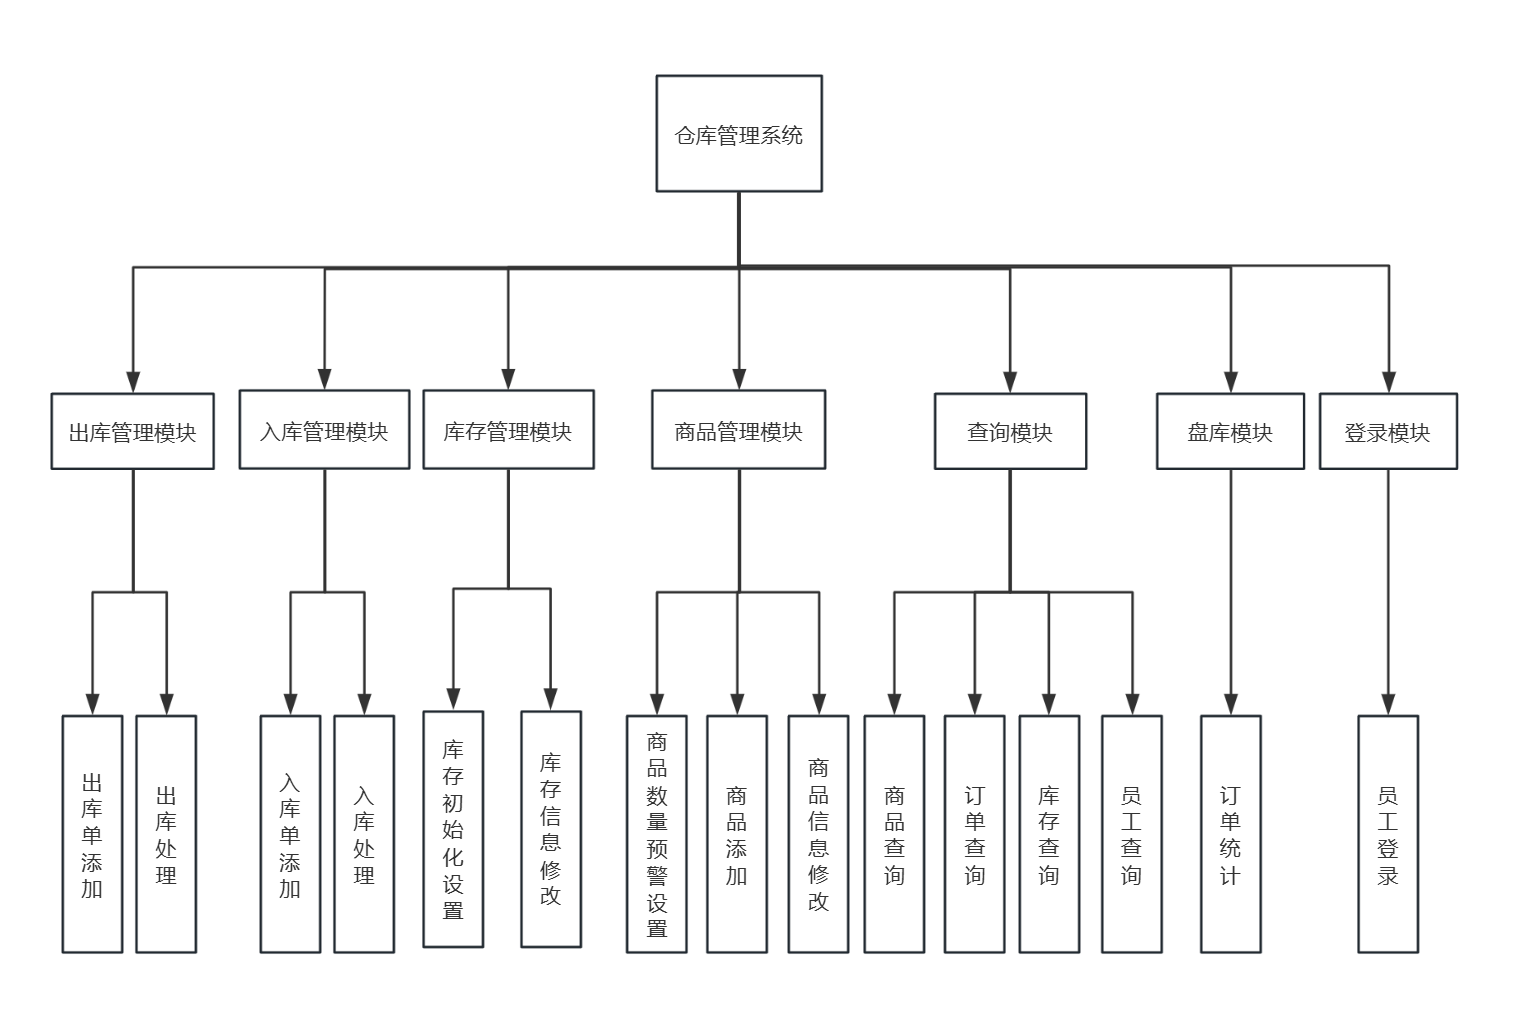 仓库管理系统
出库管理模块
入库管理模块
库存管理模块
商品管理模块
查询模块
盘库模块
登录模块
出库单添加
出库处理
入库单添加
入库处理
库存初始化设置
库存信息修改
商品数量预警设置
商品添加
商品信息修改
商品查询
订单查询
库存查询
员工查询
订单统计
员工登录